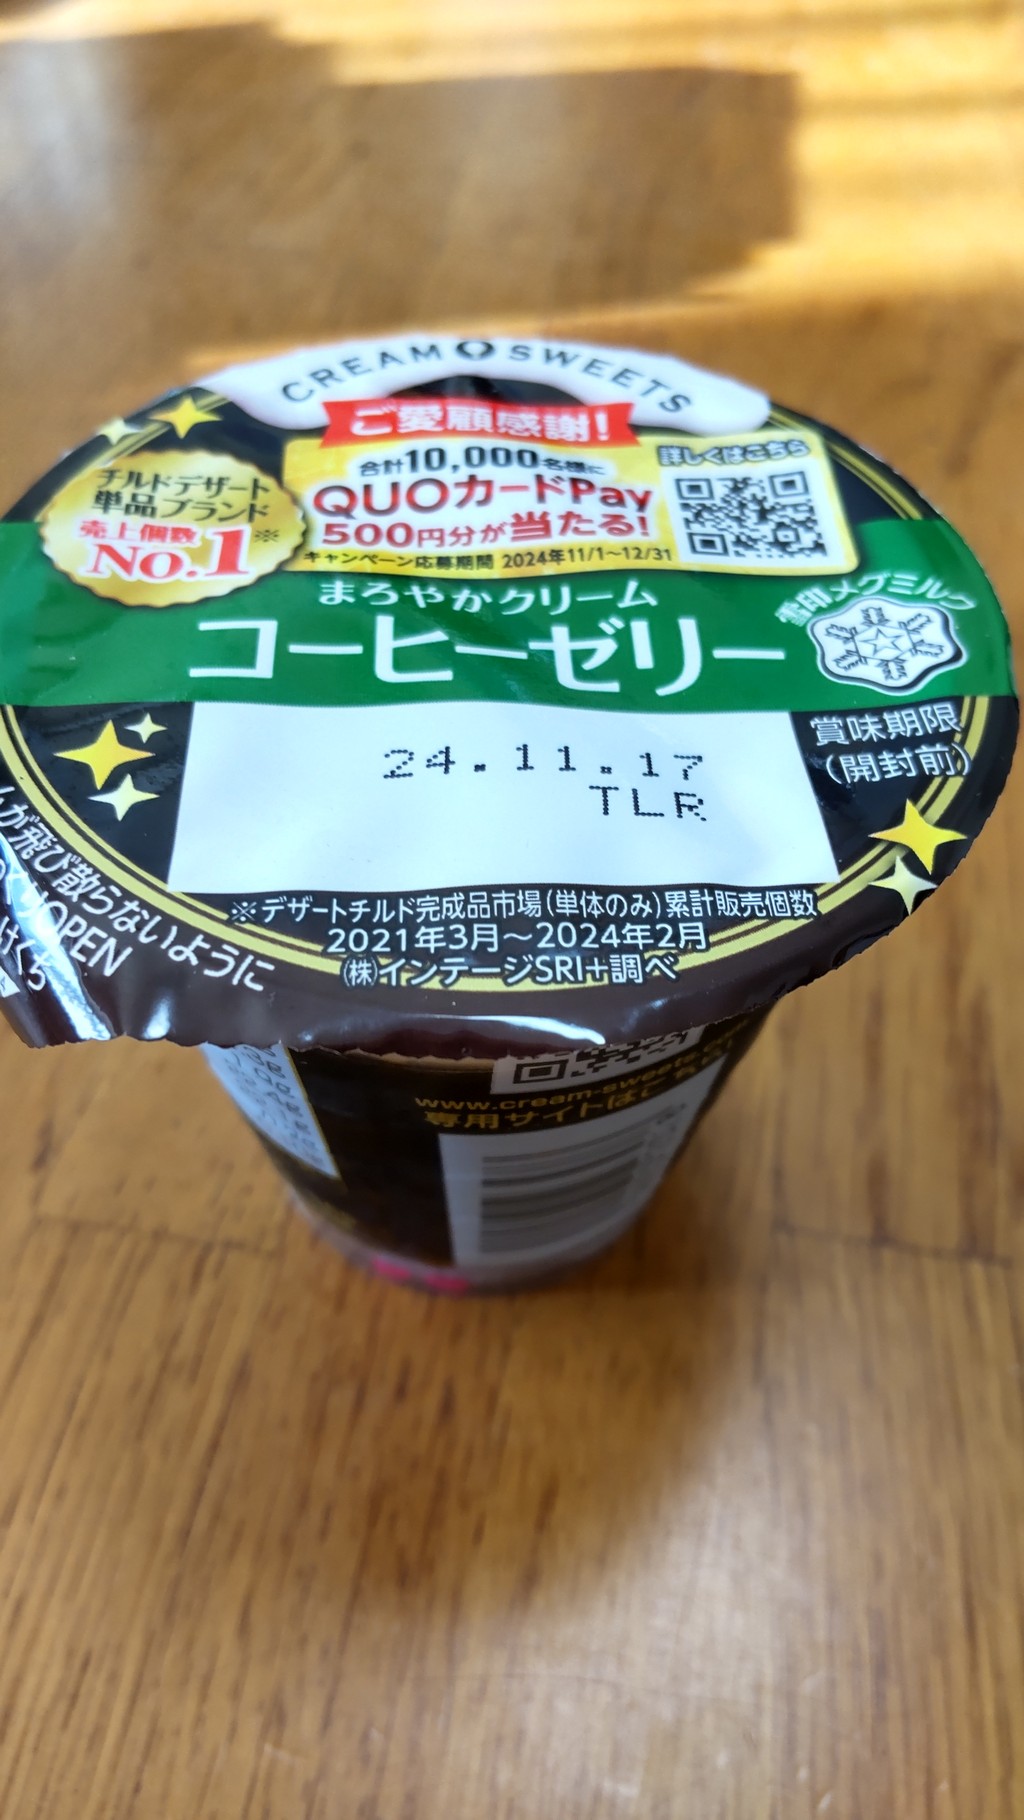 CREAM SWEETS
ご愛顧感謝!
合計10,000名様に
QUOカードPay
500円分が当たる!
キャンペーン応募期間 2024年11/1~12/31
詳しくはこちら
チルドデザート
単品ブランド
売上個数
No.1※
まろやかクリーム
コーヒーゼリー
雪印メグミルク
賞味期限
(開封前)
24.11.17
TLR
※デザートチルド完成品市場(単体のみ)累計販売個数
2021年3月~2024年2月
(株)インテージSRI+調べ
が飛び散らないように
OPEN
www.cream-sweets
専用サイトは